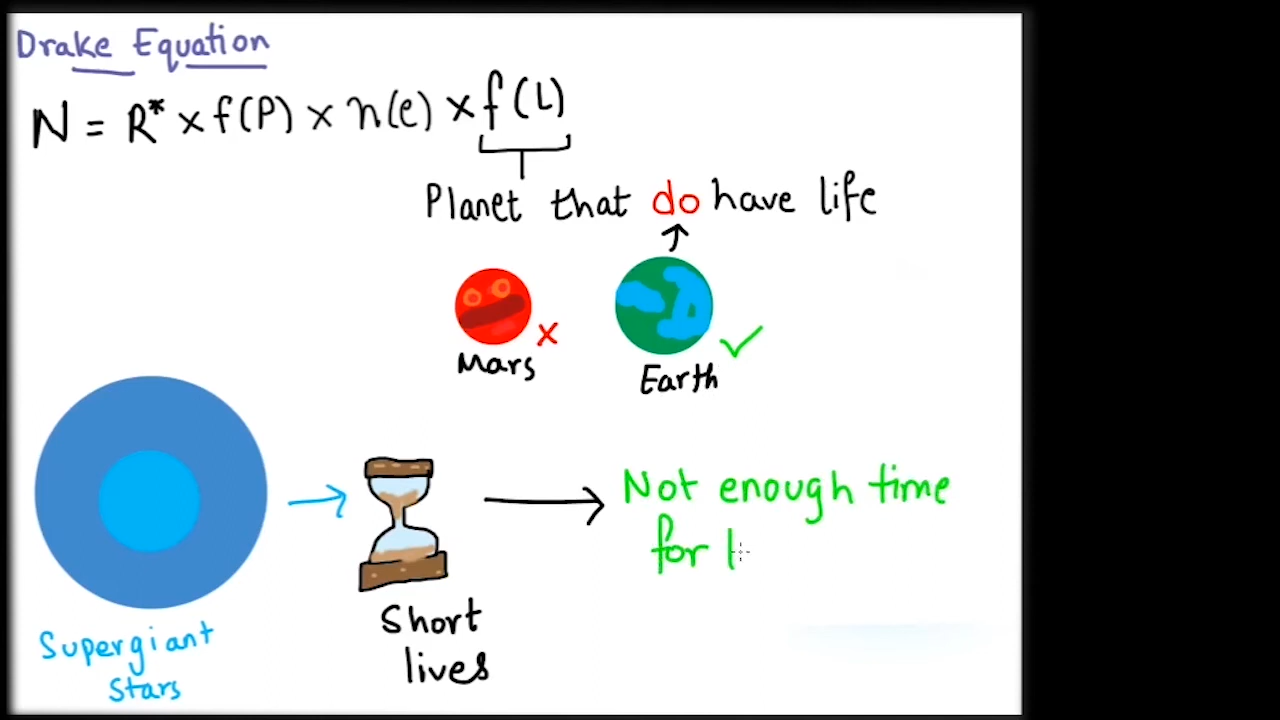 Drake Equation
N = R* × f(P) × n(e) × f(L)
Planet that do have life
Mars
Earth
Not enough time
for l
Short
lives
Supergiant
Stars